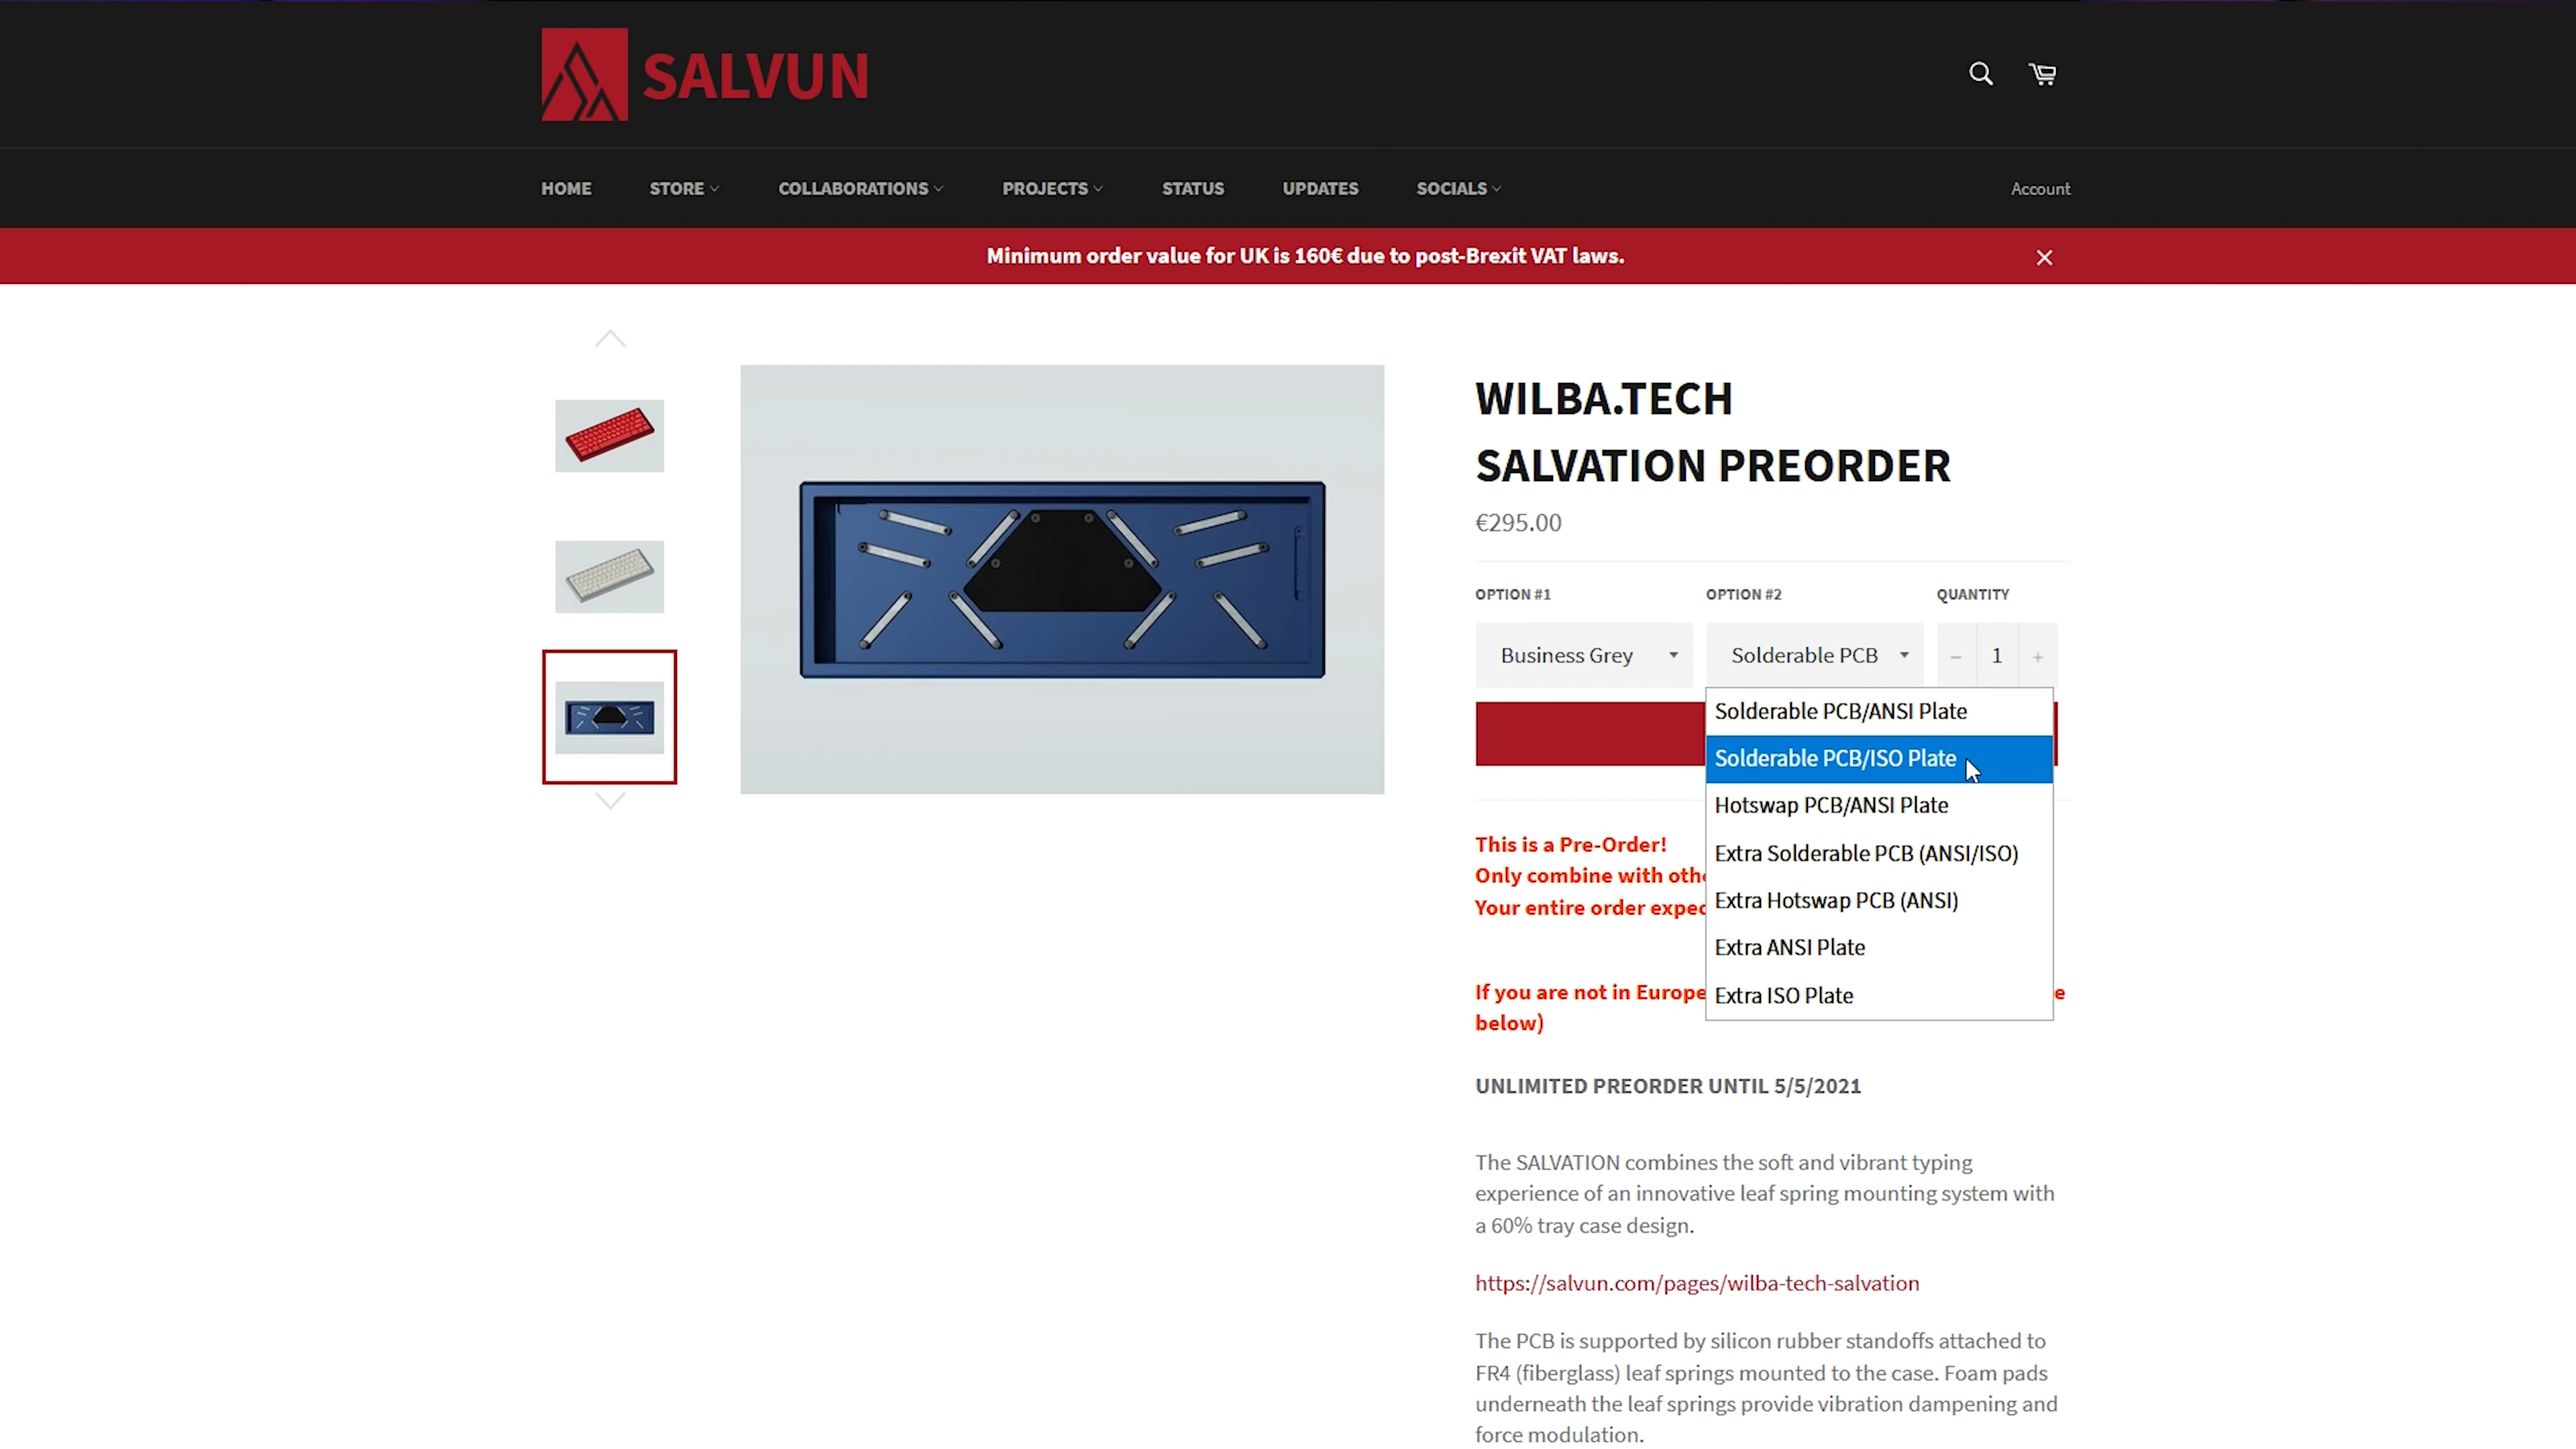 SALVUN
HOME STORE COLLABORATIONS PROJECTS STATUS UPDATES SOCIALS Account
Minimum order value for UK is 160€ due to post-Brexit VAT laws.
WILBA.TECH
SALVATION PREORDER
€295.00
OPTION #1 OPTION #2 QUANTITY
Business Grey Solderable PCB 1
Solderable PCB/ANSI Plate
Solderable PCB/ISO Plate
Hotswap PCB/ANSI Plate
Extra Solderable PCB (ANSI/ISO)
Extra Hotswap PCB (ANSI)
Extra ANSI Plate
Extra ISO Plate
This is a Pre-Order!
Only combine with
Your entire order
If you are not in Europe
below)
UNLIMITED PREORDER UNTIL 5/5/2021
The SALVATION combines the soft and vibrant typing
experience of an innovative leaf spring mounting system with
a 60% tray case design.
https://salvun.com/pages/wilba-tech-salvation
The PCB is supported by silicon rubber standoffs attached to
FR4 (fiberglass) leaf springs mounted to the case. Foam pads
underneath the leaf springs provide vibration dampening and
force modulation.